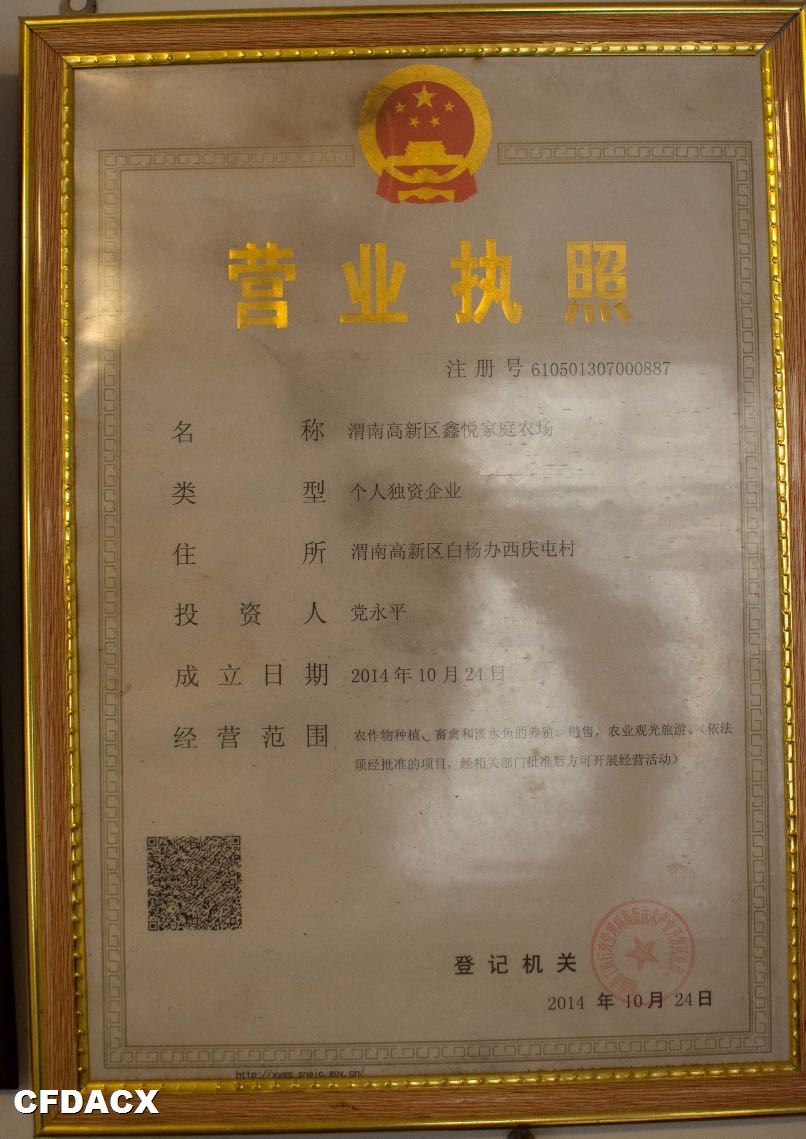 营业执照
注册号 610501307000887
名称 渭南高新区鑫悦家庭农场
类型 个人独资企业
住所 渭南高新区白杨办西庆屯村
投资人 党永平
成立日期 2014年10月24日
经营范围 农作物种植、畜禽和淡水鱼的养殖、销售,农业观光旅游。(依法
须经批准的项目,经相关部门批准后方可开展经营活动)
登记机关
2014 年 10月 24日
http://xygs.snaic.gov.cn/
CFDACX